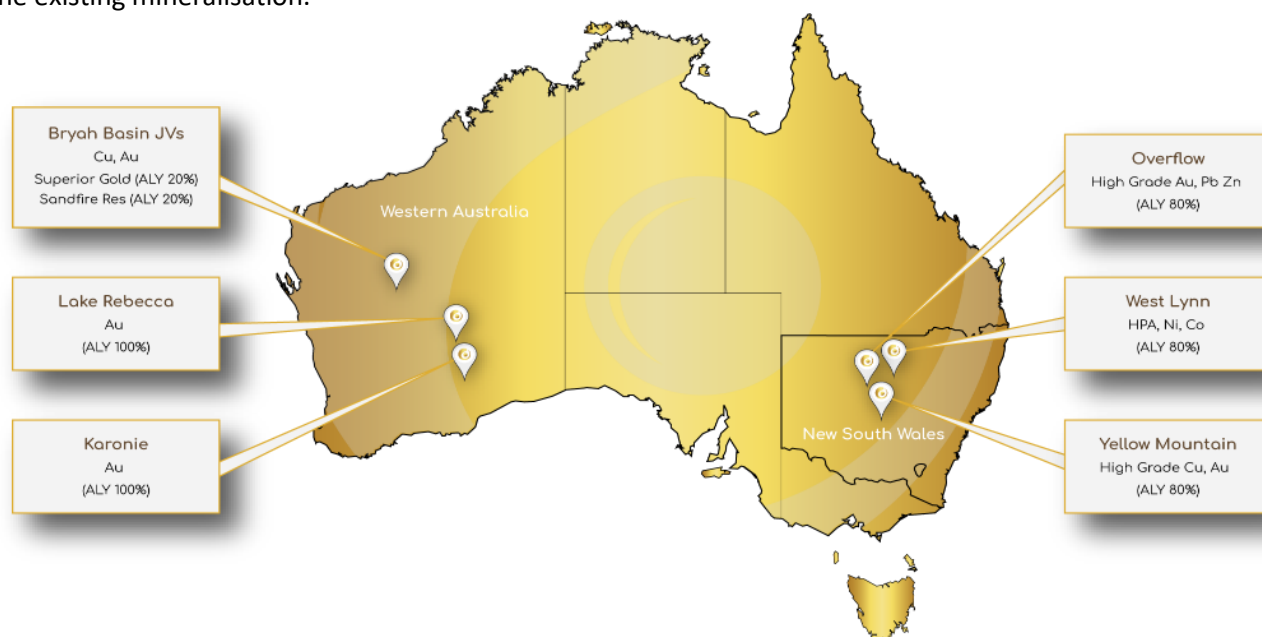 the existing mineralisation.
Bryah Basin JVs
Cu, Au
Superior Gold (ALY 20%)
Sandfire Res (ALY 20%)
Lake Rebecca
Au
(ALY 100%)
Karonie
Au
(ALY 100%)
Western Australia
New South Wales
Overflow
High Grade Au, Pb Zn
(ALY 80%)
West Lynn
HPA, Ni, Co
(ALY 80%)
Yellow Mountain
High Grade Cu, Au
(ALY 80%)